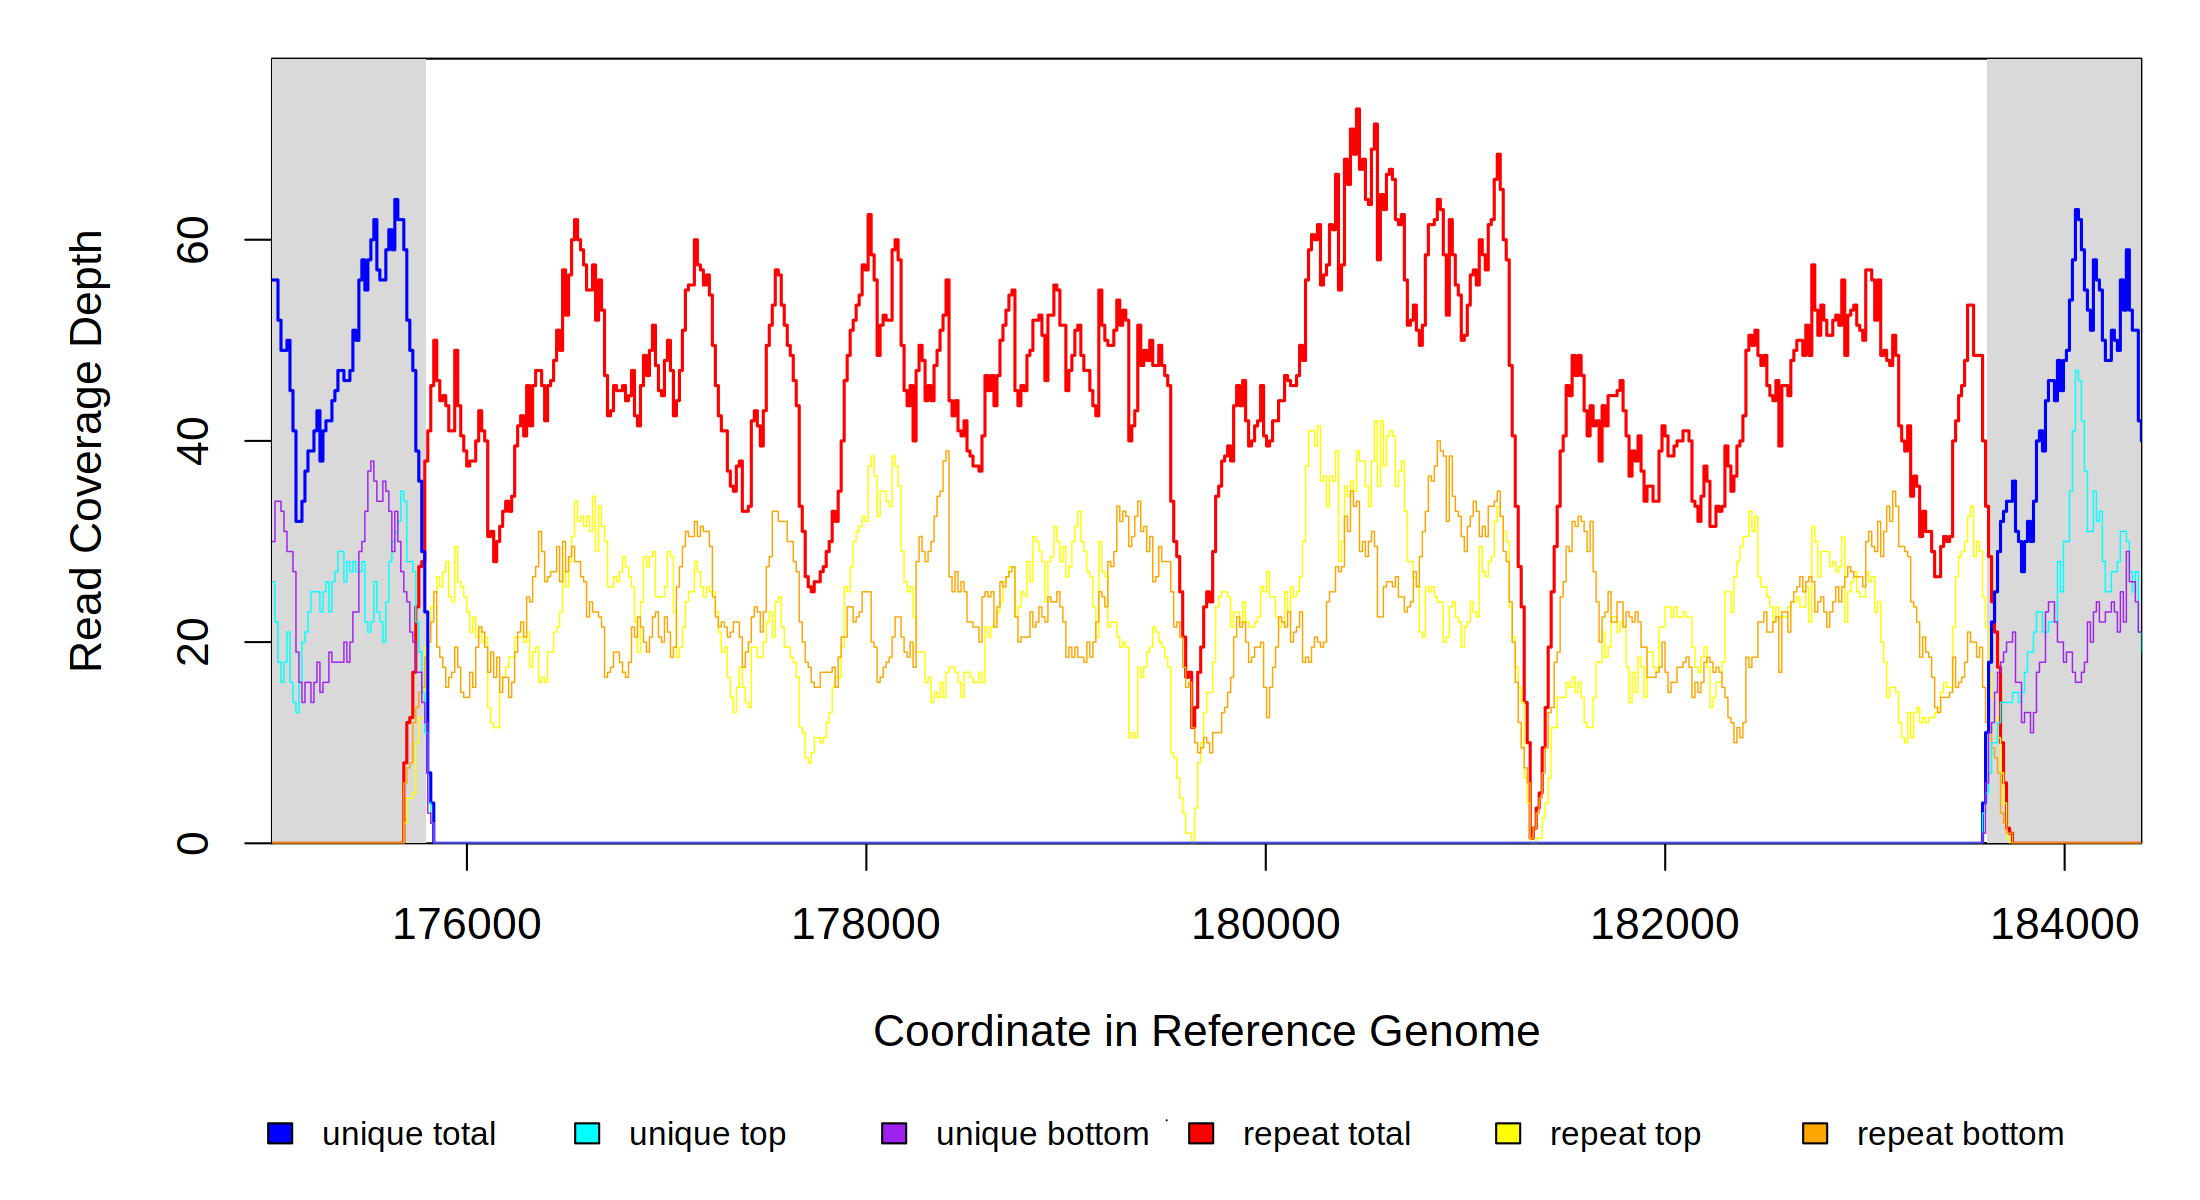 Read Coverage Depth
60
40
20
0
176000 178000 180000 182000 184000
Coordinate in Reference Genome
unique total unique top unique bottom repeat total repeat top repeat bottom